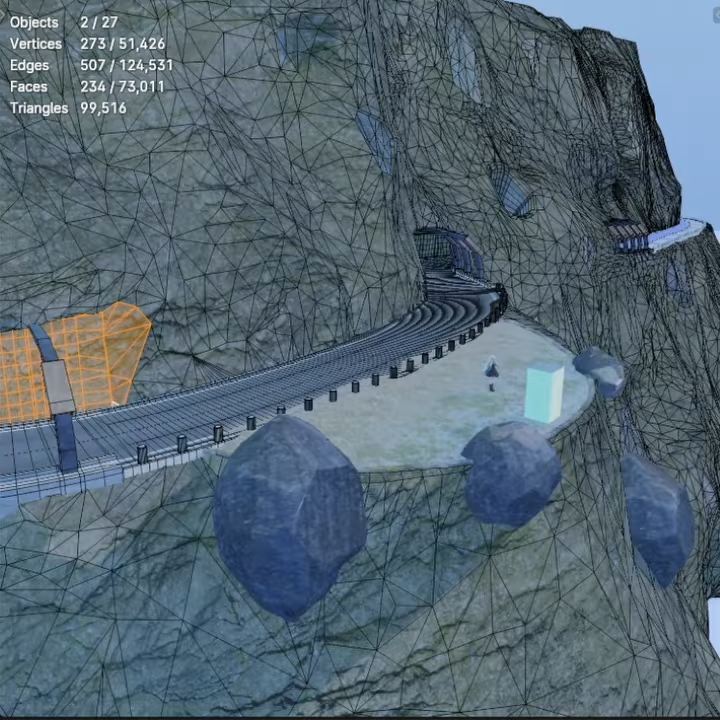 Objects 2 / 27
Vertices 273 / 51,426
Edges 507 / 124,531
Faces 234 / 73,011
Triangles 99,516